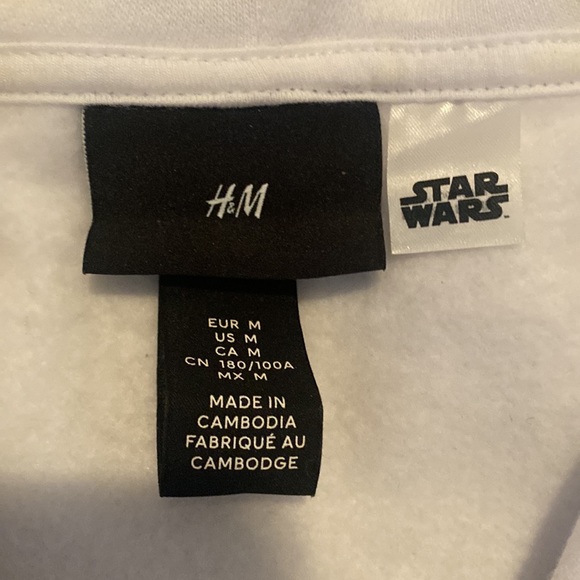 H&M
STAR
WARS
EUR M
US M
CA M
CN 180/100A
MX M
MADE IN
CAMBODIA
FABRIQUÉ AU
CAMBODGE